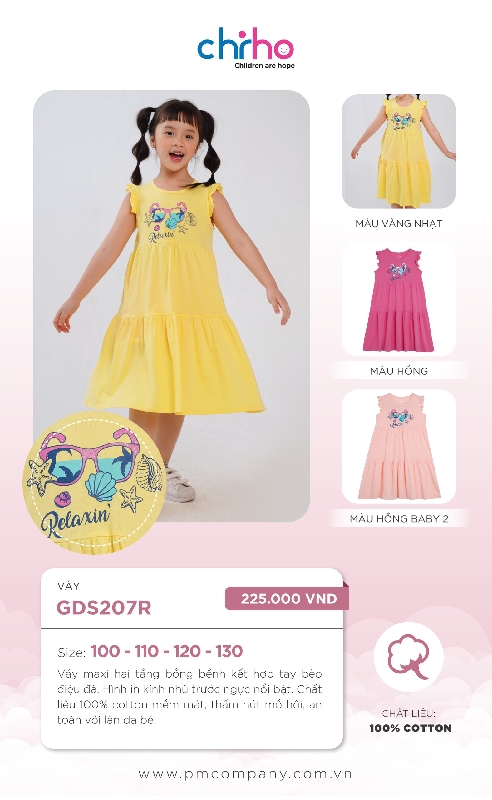 chiho
Children are hope
Relaxin'
MÀU VÀNG NHẠT
MÀU HỒNG
MÀU HỒNG BABY 2
Relaxin'
VÁY
GDS207R
225.000 VND
Size: 100 - 110 - 120 - 130
Váy maxi hai tầng bồng bềnh kết hợp tay bèo
điệu đà. Hình in kính nhũ trước ngực nổi bật. Chất
liệu 100% cotton mềm mát, thấm hút mồ hôi, an
toàn với làn da bé.
CHẤT LIỆU:
100% COTTON
www.pmcompany.com.vn